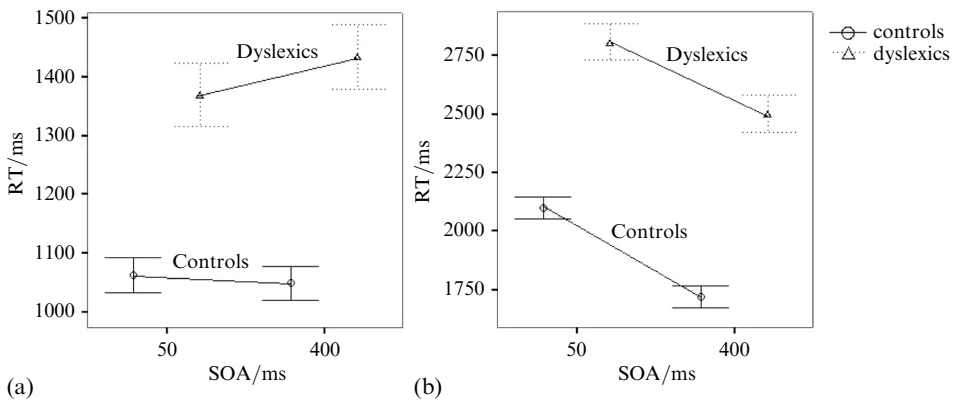 1500
1400
1300
1200
1100
1000
RT/ms
Dyslexics
Controls
50
400
SOA/ms
(a)
2750
2500
2250
2000
1750
RT/ms
Dyslexics
Controls
50
400
SOA/ms
(b)
controls
dyslexics